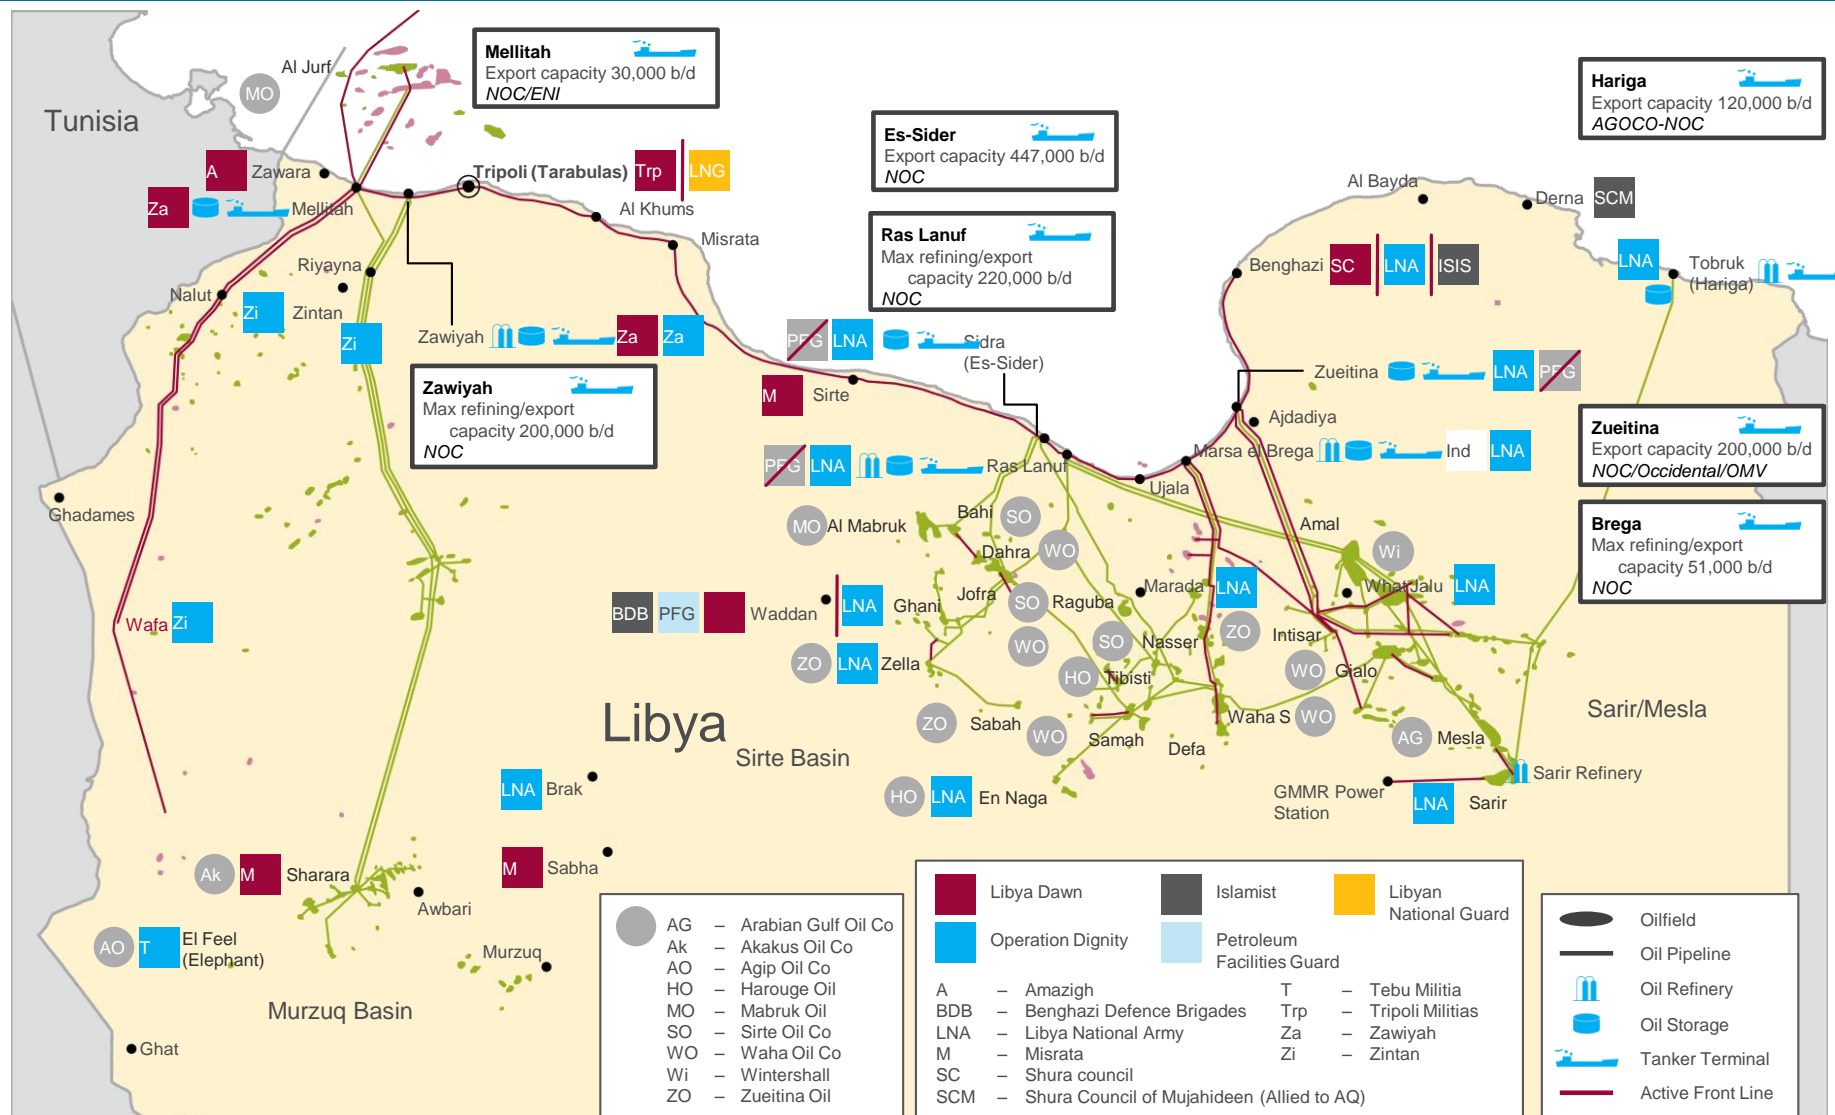 Mellitah
Export capacity 30,000 b/d
NOC/ENI
Al Jurf
MO
Tunisia
Hariga
Export capacity 120,000 b/d
AGOCO-NOC
Es-Sider
Export capacity 447,000 b/d
NOC
A
Zawara
Tripoli (Tarabulas)
Trp
LNG
Za
Mellitah
Al Khums
Misrata
Al Bayda
Derna
SCM
Ras Lanuf
Max refining/export
capacity 220,000 b/d
NOC
Riyayna
Nalut
Zi
Zintan
Zi
Zawiyah
Za
Za
Benghazi
SC
LNA
ISIS
LNA
Tobruk
(Hariga)
PFG
LNA
Sidra
(Es-Sider)
Zawiyah
Max refining/export
capacity 200,000 b/d
NOC
M
Sirte
Zueitina
LNA
PFG
Ajdadiya
Zueitina
Export capacity 200,000 b/d
NOC/Occidental/OMV
PFG
LNA
Ras Lanuf
Marsa el Brega
Ind
LNA
Ujala
Ghadames
MO
Al Mabruk
Bahi
SO
Amal
Wi
Brega
Max refining/export
capacity 51,000 b/d
NOC
Dahra
WO
What Jalu
LNA
Marada
LNA
BDB
PFG
Waddan
LNA
Ghani
Jofra
SO
Raguba
Wafa
Zi
WO
SO
Nasser
ZO
Intisar
ZO
LNA
Zella
HO
Tibisti
WO
Gialo
ZO
Sabah
WO
Samah
Defa
Waha S
WO
AG
Mesla
Sarir/Mesla
Libya
Sirte Basin
Sarir Refinery
GMMR Power
Station
LNA
Sarir
LNA
Brak
HO
LNA
En Naga
Ak
M
Sharara
M
Sabha
Awbari
AO
T
El Feel
(Elephant)
Murzuq
Murzuq Basin
Ghat
AG – Arabian Gulf Oil Co
Ak – Akakus Oil Co
AO – Agip Oil Co
HO – Harouge Oil
MO – Mabruk Oil
SO – Sirte Oil Co
WO – Waha Oil Co
Wi – Wintershall
ZO – Zueitina Oil
Libya Dawn
Islamist
Libyan
National Guard
Operation Dignity
Petroleum
Facilities Guard
A – Amazigh
BDB – Benghazi Defence Brigades
LNA – Libya National Army
M – Misrata
SC – Shura council
SCM – Shura Council of Mujahideen (Allied to AQ)
T – Tebu Militia
Trp – Tripoli Militias
Za – Zawiyah
Zi – Zintan
Oilfield
Oil Pipeline
Oil Refinery
Oil Storage
Tanker Terminal
Active Front Line